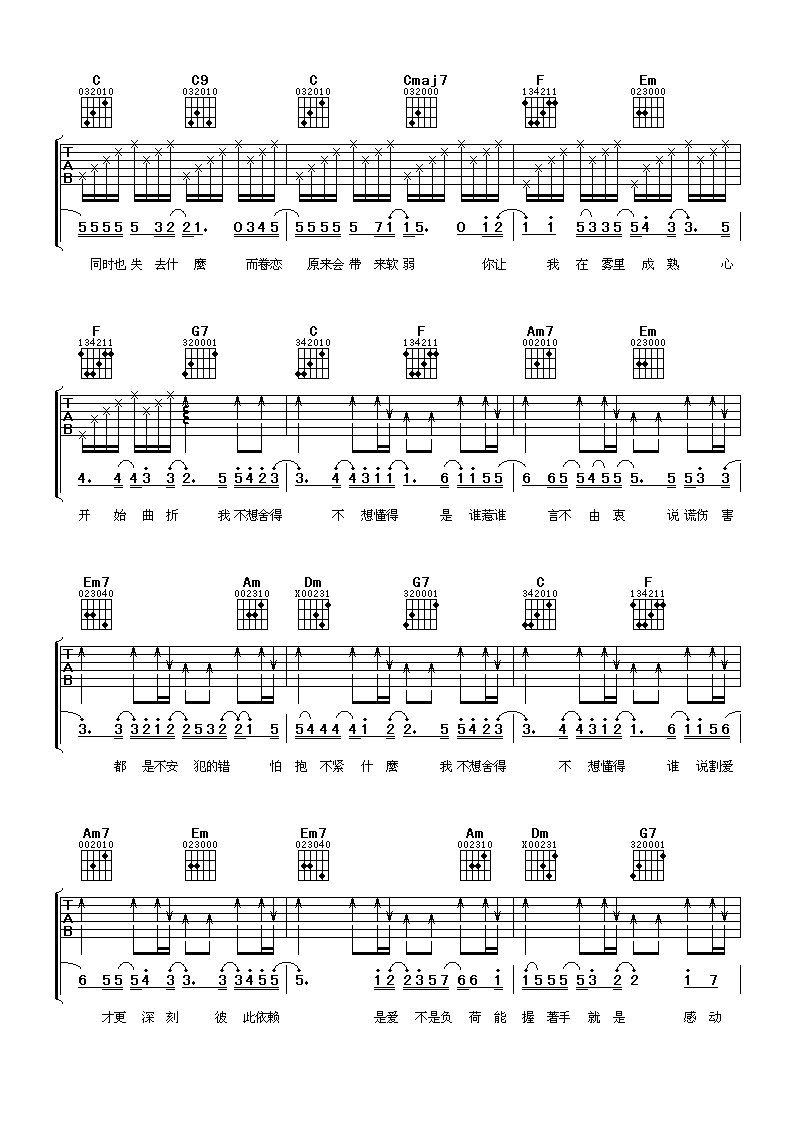 C C9 C Cmaj7 F Em
032010 032010 032010 032000 134211 023000
T
A
B
5555 5 32 21. 0345 5555 5 71 15. 0 12 1 1 5335 54 3 3. 5
同时也 失 去什 麼 而眷恋 原来会 带 来软 弱 你让 我 在 雾里 成 熟 心
F G7 C F Am7 Em
134211 320001 342010 134211 002010 023000
T
A
B
4. 4 43 3 2. 5 5423 3. 4 4311 1. 6 1155 6 65 5455 5. 5 53 3
开 始 曲 折 我 不想舍得 不 想懂得 是 谁惹谁 言不 由 衷 说 谎伤 害
Em7 Am Dm G7 C F
023040 002310 X00231 320001 342010 134211
T
A
B
3. 3 3212 2532 21 5 5444 41 2 2. 5 5423 3. 4 4312 1. 6 1156
都 是不安 犯的错 怕 抱 不紧 什 麼 我 不想舍得 不 想懂得 谁 说割爱
Am7 Em Em7 Am Dm G7
002010 023000 023040 002310 X00231 320001
T
A
B
6 55 54 3 3. 3 3455 5. 12 2357 66 1 1555 53 2 2 1 7
才更 深 刻 彼 此依赖 是爱 不是负 荷 能 握 著手 就 是 感 动